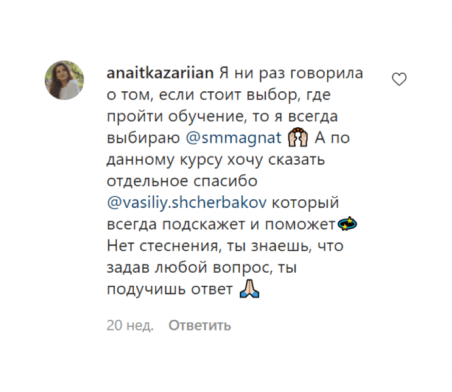 anaitkazariian Я ни раз говорила
о том, если стоит выбор, где
пройти обучение, то я всегда
выбираю @smmagnat 🙌🏻 А по
данному курсу хочу сказать
отдельное спасибо
@vasiliy.shcherbakov который
всегда подскажет и поможет💫
Нет стеснения, ты знаешь, что
задав любой вопрос, ты
подучишь ответ 🙏🏻
20 нед. Ответить